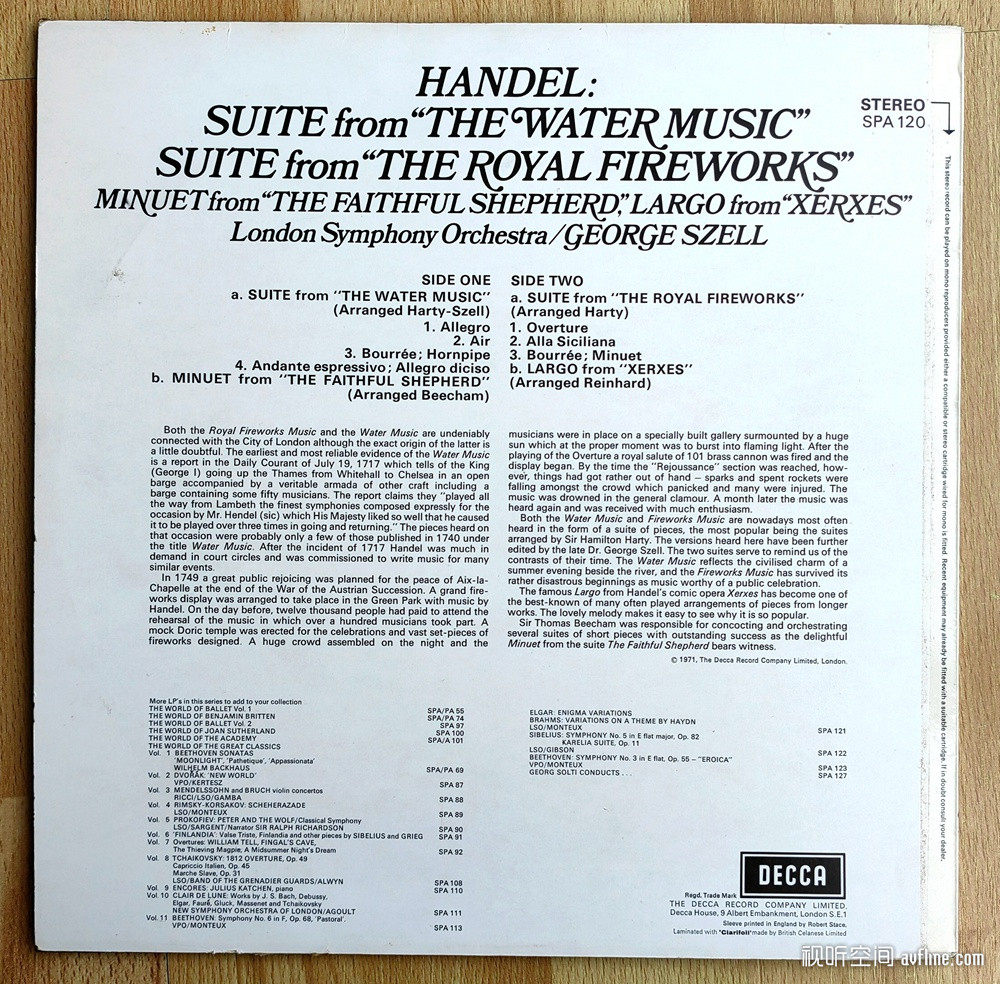 HANDEL:
SUITE from "THE WATER MUSIC"
SUITE from "THE ROYAL FIREWORKS"
MINUET from "THE FAITHFUL SHEPHERD," LARGO from "XERXES"
London Symphony Orchestra/GEORGE SZELL
STEREO
SPA 120
SIDE ONE
a. SUITE from "THE WATER MUSIC"
(Arranged Harty-Szell)
1. Allegro
2. Air
3. Bourrée; Hornpipe
4. Andante espressivo; Allegro diciso
b. MINUET from "THE FAITHFUL SHEPHERD"
(Arranged Beecham)
SIDE TWO
a. SUITE from "THE ROYAL FIREWORKS"
(Arranged Harty)
1. Overture
2. Alla Siciliana
3. Bourrée; Minuet
b. LARGO from "XERXES"
(Arranged Reinhard)
Both the Royal Fireworks Music and the Water Music are undeniably
connected with the City of London although the exact origin of the latter is
a little doubtful. The earliest and most reliable evidence of the Water Music
is a report in the Daily Courant of July 19, 1717 which tells of the King
(George I) going up the Thames from Whitehall to Chelsea in an open
barge accompanied by a veritable armada of other craft including a
barge containing some fifty musicians. The report claims they "played all
the way from Lambeth the finest symphonies composed expressly for the
occasion by Mr. Hendel (sic) which His Majesty liked so well that he caused
it to be played over three times in going and returning." The pieces heard on
that occasion were probably only a few of those published in 1740 under
the title Water Music. After the incident of 1717 Handel was much in
demand in court circles and was commissioned to write music for many
similar events.
In 1749 a great public rejoicing was planned for the peace of Aix-la-
Chapelle at the end of the War of the Austrian Succession. A grand fire-
works display was arranged to take place in the Green Park with music by
Handel. On the day before, twelve thousand people had paid to attend the
rehearsal of the music in which over a hundred musicians took part. A
mock Doric temple was erected for the celebrations and vast set-pieces of
fireworks designed. A huge crowd assembled on the night and the
musicians were in place on a specially built gallery surmounted by a huge
sun which at the proper moment was to burst into flaming light. After the
playing of the Overture a royal salute of 101 brass cannon was fired and the
display began. By the time the "Rejoussance" section was reached, how-
ever, things had got rather out of hand – sparks and spent rockets were
falling amongst the crowd which panicked and many were injured. The
music was drowned in the general clamour. A month later the music was
heard again and was received with much enthusiasm.
Both the Water Music and Fireworks Music are nowadays most often
heard in the form of a suite of pieces, the most popular being the suites
arranged by Sir Hamilton Harty. The versions heard here have been further
edited by the late Dr. George Szell. The two suites serve to remind us of the
contrasts of their time. The Water Music reflects the civilised charm of a
summer evening beside the river, and the Fireworks Music has survived its
rather disastrous beginnings as music worthy of a public celebration.
The famous Largo from Handel's comic opera Xerxes has become one of
the best-known of many often played arrangements of pieces from longer
works. The lovely melody makes it easy to see why it is so popular.
Sir Thomas Beecham was responsible for concocting and orchestrating
several suites of short pieces with outstanding success as the delightful
Minuet from the suite The Faithful Shepherd bears witness.
© 1971, The Decca Record Company Limited, London.
More LP's in this series to add to your collection
THE WORLD OF BALLET Vol. 1 SPA/PA 55
THE WORLD OF BENJAMIN BRITTEN SPA/PA 74
THE WORLD OF BALLET Vol. 2 SPA 97
THE WORLD OF JOAN SUTHERLAND SPA 100
THE WORLD OF THE ACADEMY SPA/A 101
THE WORLD OF THE GREAT CLASSICS
Vol. 1 BEETHOVEN SONATAS
'MOONLIGHT', 'Pathetique', 'Appassionata'
WILHELM BACKHAUS SPA/PA 69
Vol. 2 DVOŘÁK: 'NEW WORLD'
VPO/KERTESZ SPA 87
Vol. 3 MENDELSSOHN and BRUCH violin concertos
RICCI/LSO/GAMBA SPA 88
Vol. 4 RIMSKY-KORSAKOV: SCHEHERAZADE
LSO/MONTEUX SPA 89
Vol. 5 PROKOFIEV: PETER AND THE WOLF/Classical Symphony
LSO/SARGENT/Narrator SIR RALPH RICHARDSON SPA 90
Vol. 6 'FINLANDIA': Valse Triste, Finlandia and other pieces by SIBELIUS and GRIEG SPA 91
Vol. 7 Overtures: WILLIAM TELL, FINGAL'S CAVE,
The Thieving Magpie, A Midsummer Night's Dream SPA 92
Vol. 8 TCHAIKOVSKY: 1812 OVERTURE, Op. 49
Capriccio Italien, Op. 45
Marche Slave, Op. 31
LSO/BAND OF THE GRENADIER GUARDS/ALWYN SPA 108
Vol. 9 ENCORES: JULIUS KATCHEN, piano SPA 110
Vol. 10 CLAIR DE LUNE: Works by J. S. Bach, Debussy,
Elgar, Fauré, Gluck, Massenet and Tchaikovsky
NEW SYMPHONY ORCHESTRA OF LONDON/AGOULT SPA 111
Vol. 11 BEETHOVEN: Symphony No. 6 in F, Op. 68, 'Pastoral'.
VPO/MONTEUX SPA 113
ELGAR: ENIGMA VARIATIONS
BRAHMS: VARIATIONS ON A THEME BY HAYDN
LSO/MONTEUX SPA 121
SIBELIUS: SYMPHONY No. 5 in E flat major, Op. 82
KARELIA SUITE, Op. 11
LSO/GIBSON SPA 122
BEETHOVEN: SYMPHONY No. 3 in E flat, Op. 55 – "EROICA"
VPO/MONTEUX SPA 123
GEORG SOLTI CONDUCTS . . . SPA 127
DECCA
Regd. Trade Mark
THE DECCA RECORD COMPANY LIMITED,
Decca House, 9 Albert Embankment, London S.E.1
Sleeve printed in England by Robert Stace,
Laminated with "Clarifoil" made by British Celanese Limited
This stereo record can be played on mono reproducers provided either a compatible or stereo cartridge wired for mono is fitted. Recent equipment may already be fitted with a suitable cartridge. If in doubt consult your dealer.
视听空间 avfline.com